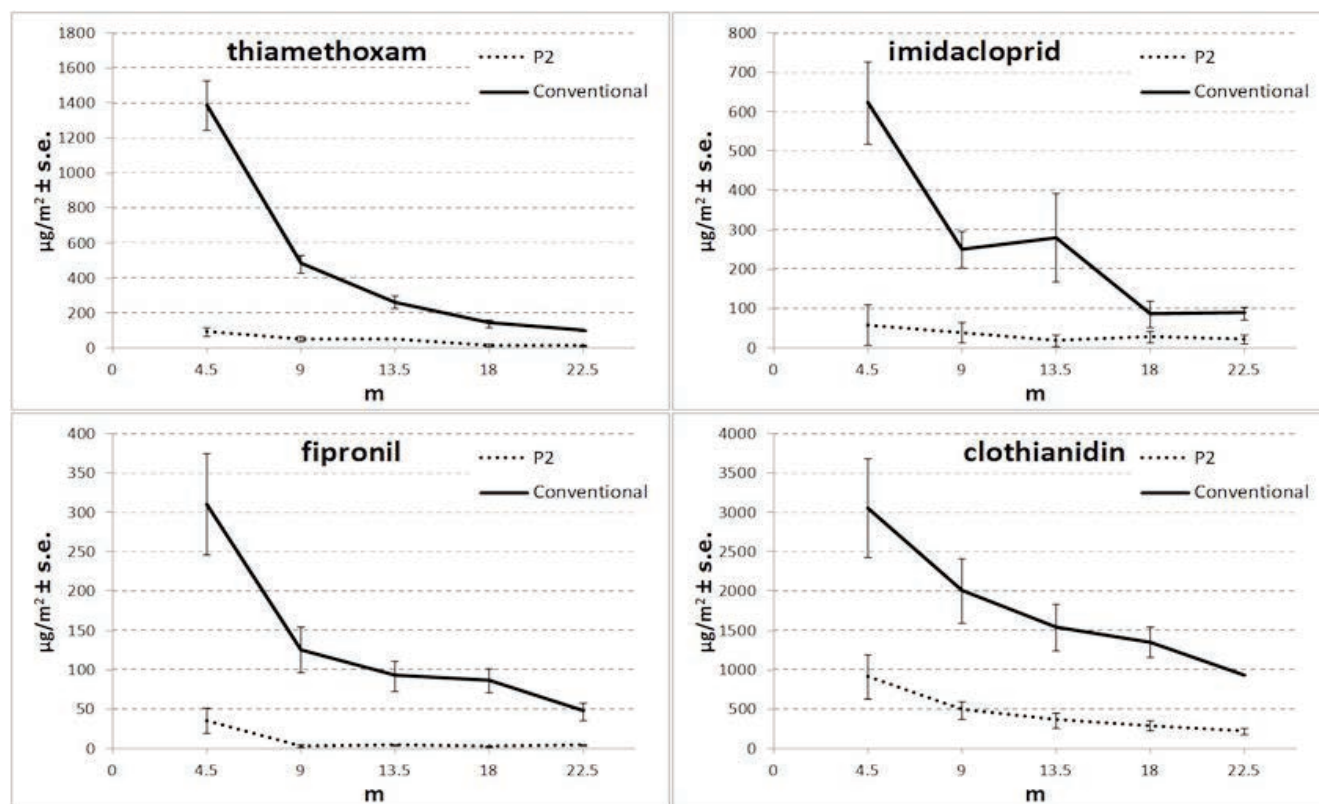 thiamethoxam
P2
Conventional
1800
1600
1400
1200
1000
800
600
400
200
0
µg/m² ± s.e.
0 4.5 9 13.5 18 22.5
m
imidacloprid
P2
Conventional
800
700
600
500
400
300
200
100
0
µg/m² ± s.e.
0 4.5 9 13.5 18 22.5
m
fipronil
P2
Conventional
400
350
300
250
200
150
100
50
0
µg/m² ± s.e.
0 4.5 9 13.5 18 22.5
m
clothianidin
P2
Conventional
4000
3500
3000
2500
2000
1500
1000
500
0
µg/m² ± s.e.
0 4.5 9 13.5 18 22.5
m